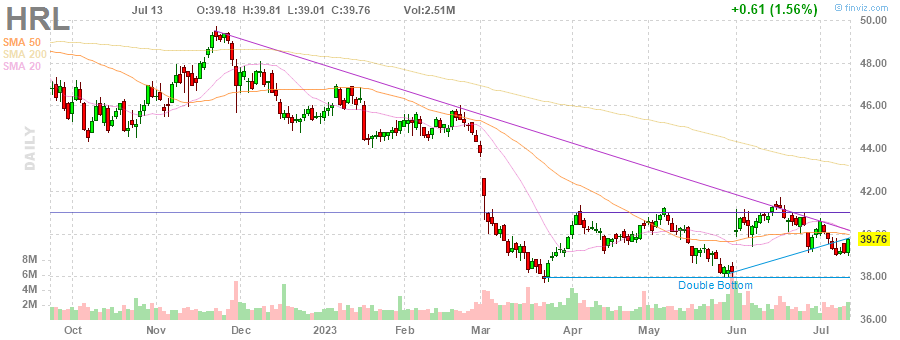 HRL
Jul 13 O:39.18 H:39.81 L:39.01 C:39.76 Vol:2.51M +0.61 (1.56%) © finviz.com
SMA 50
SMA 200
SMA 20
DAILY
50.00
48.00
46.00
44.00
42.00
40.00
39.76
38.00
36.00
8M
6M
4M
2M
Double Bottom
Oct Nov Dec 2023 Feb Mar Apr May Jun Jul